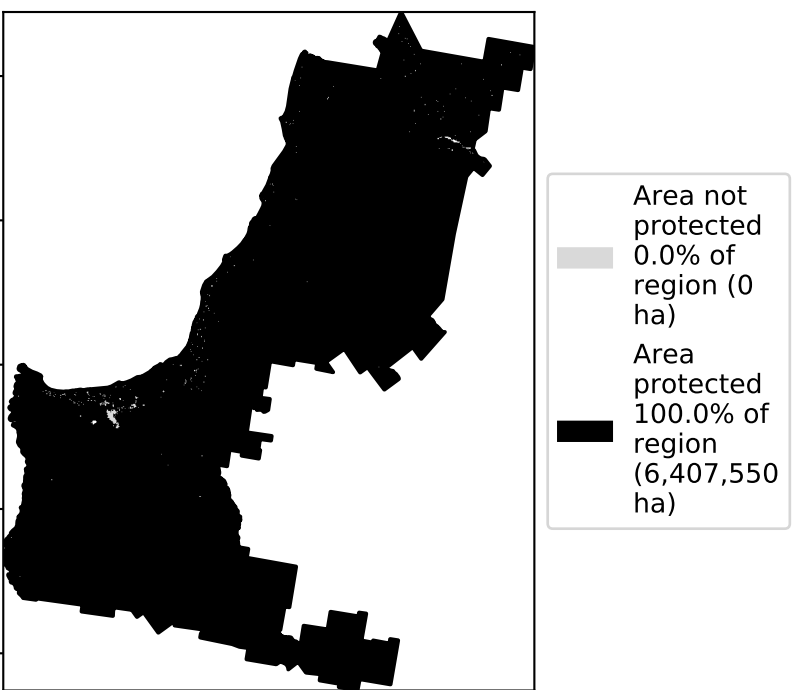 Area not
protected
0.0% of
region (0
ha)
Area
protected
100.0% of
region
(6,407,550
ha)